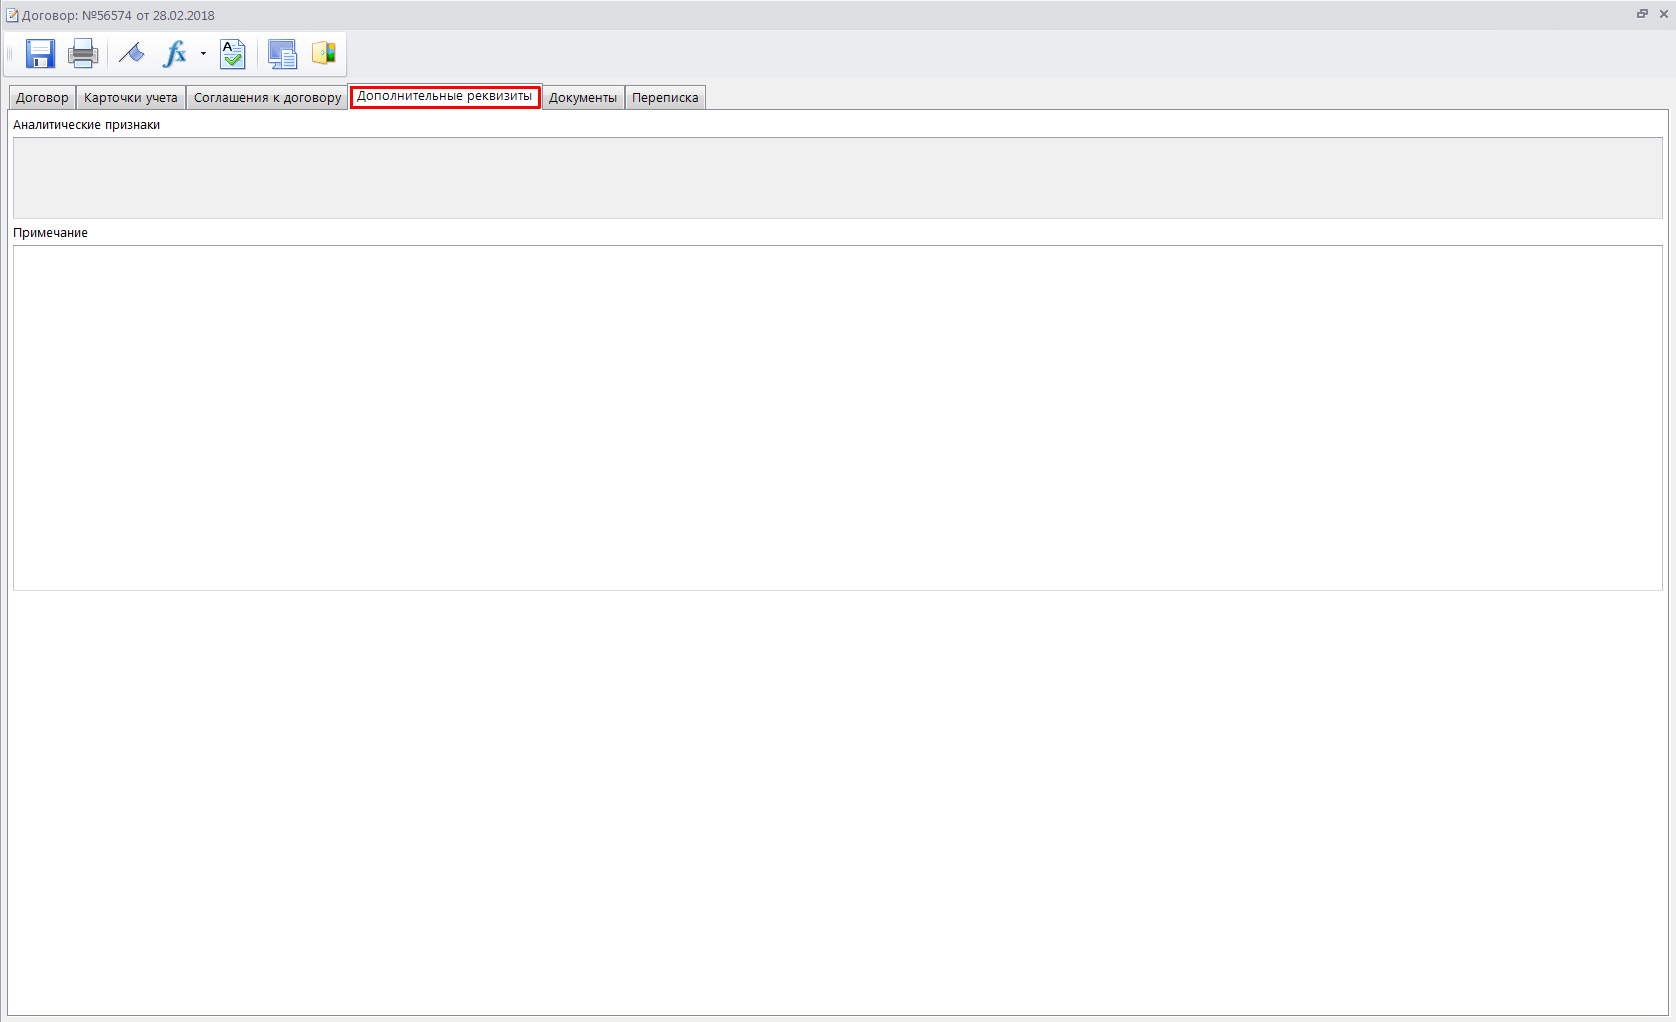 Договор: №56574 от 28.02.2018
Договор Карточки учета Соглашения к договору Дополнительные реквизиты Документы Переписка
Аналитические признаки
Примечание